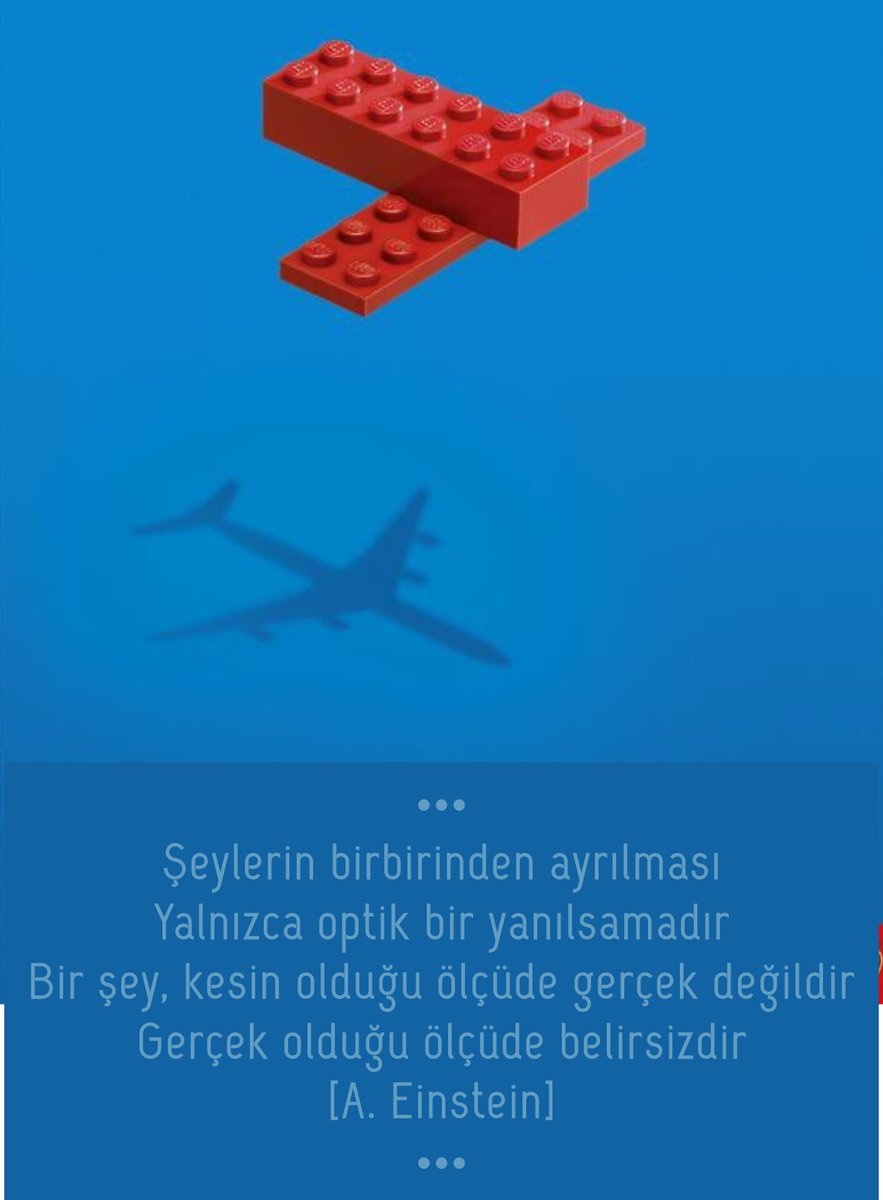 •••
Şeylerin birbirinden ayrılması
Yalnızca optik bir yanılsamadır
Bir şey, kesin olduğu ölçüde gerçek değildir
Gerçek olduğu ölçüde belirsizdir
[A. Einstein]
•••